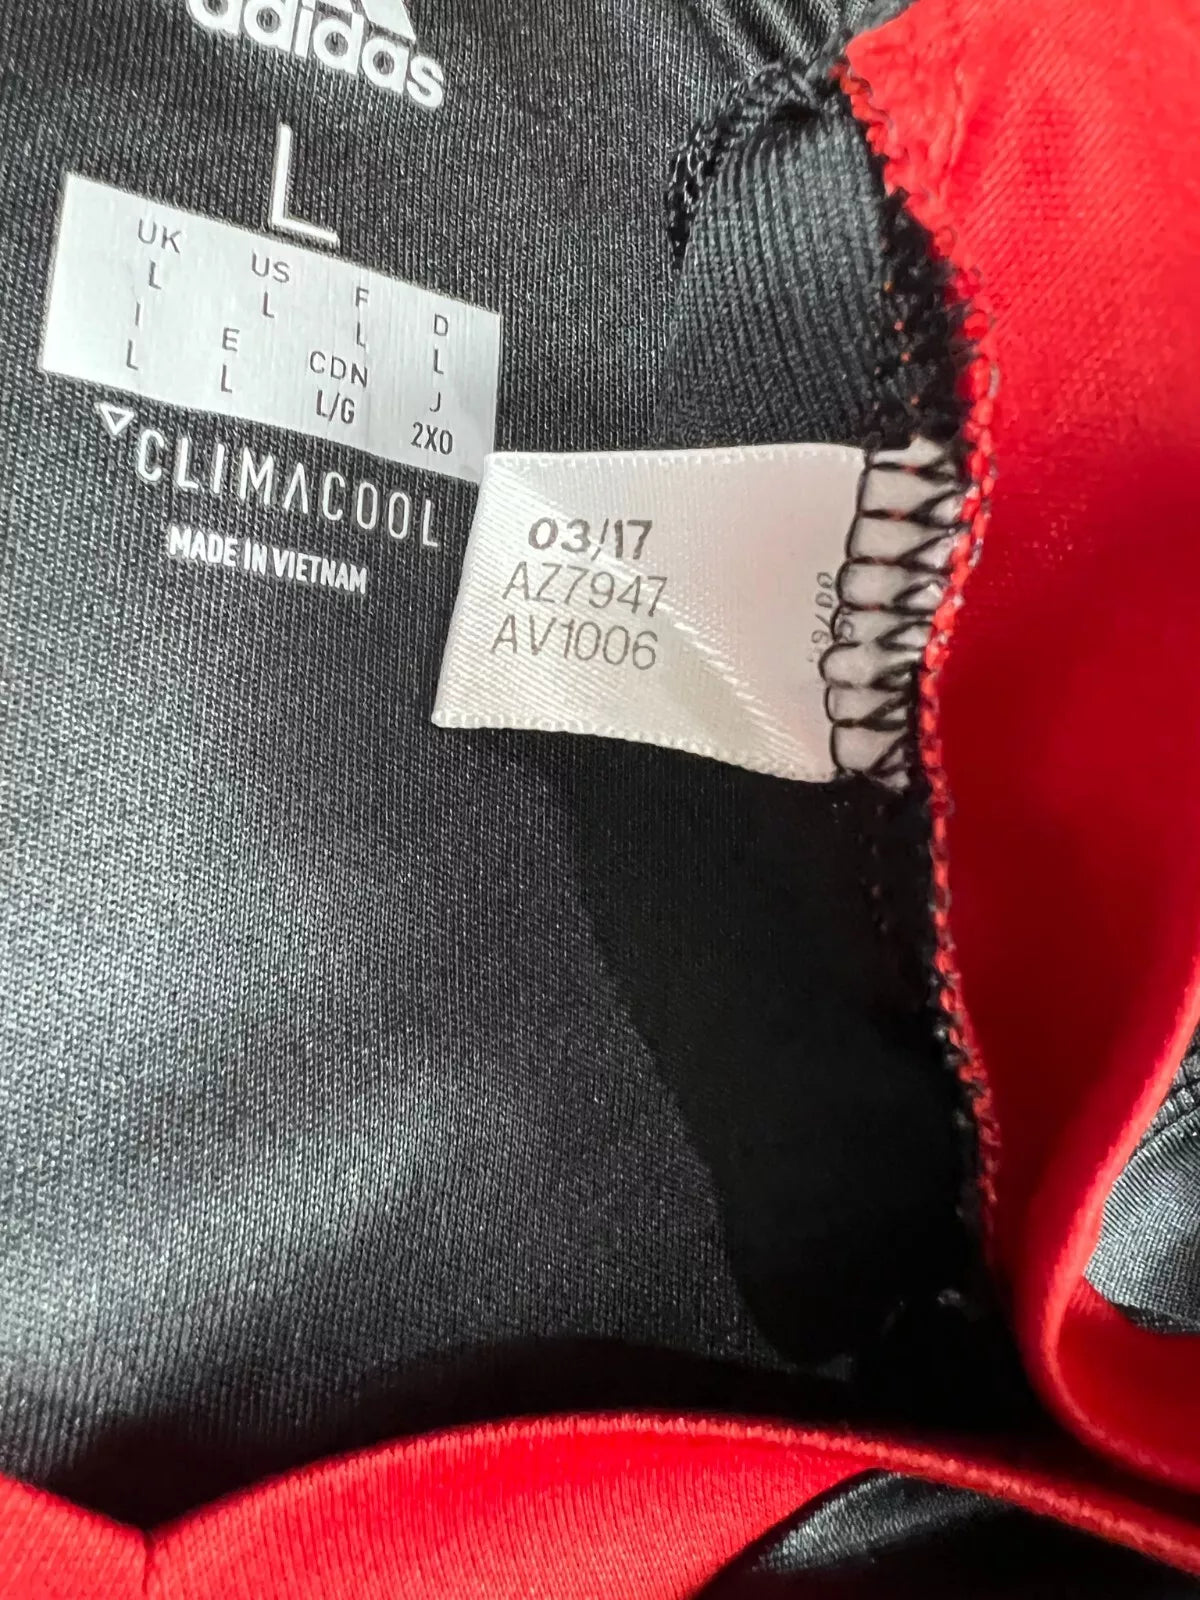 adidas
L
UK US F D
L L L L
I E CDN J
L L L/G 2XO
CLIMACOOL
MADE IN VIETNAM
03/17
AZ7947
AV1006